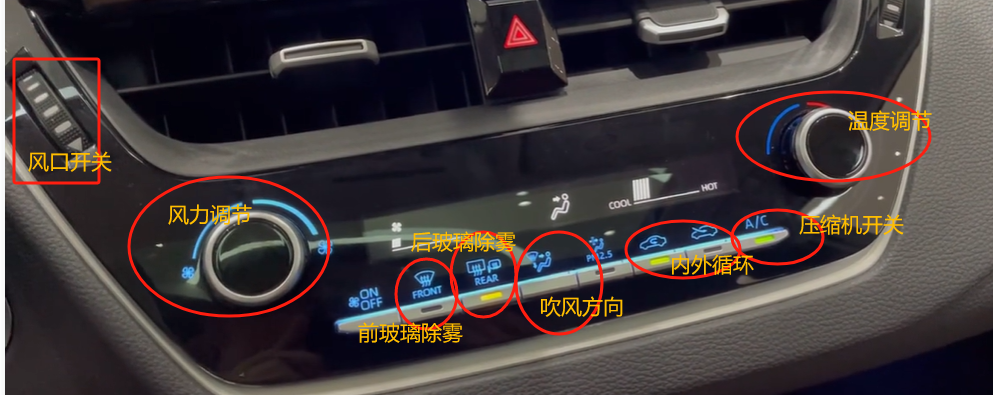 温度调节
风口开关
风力调节
COOL
HOT
后玻璃除雾
A/C
压缩机开关
PM2.5
内外循环
REAR
FRONT
ON
OFF
吹风方向
前玻璃除雾